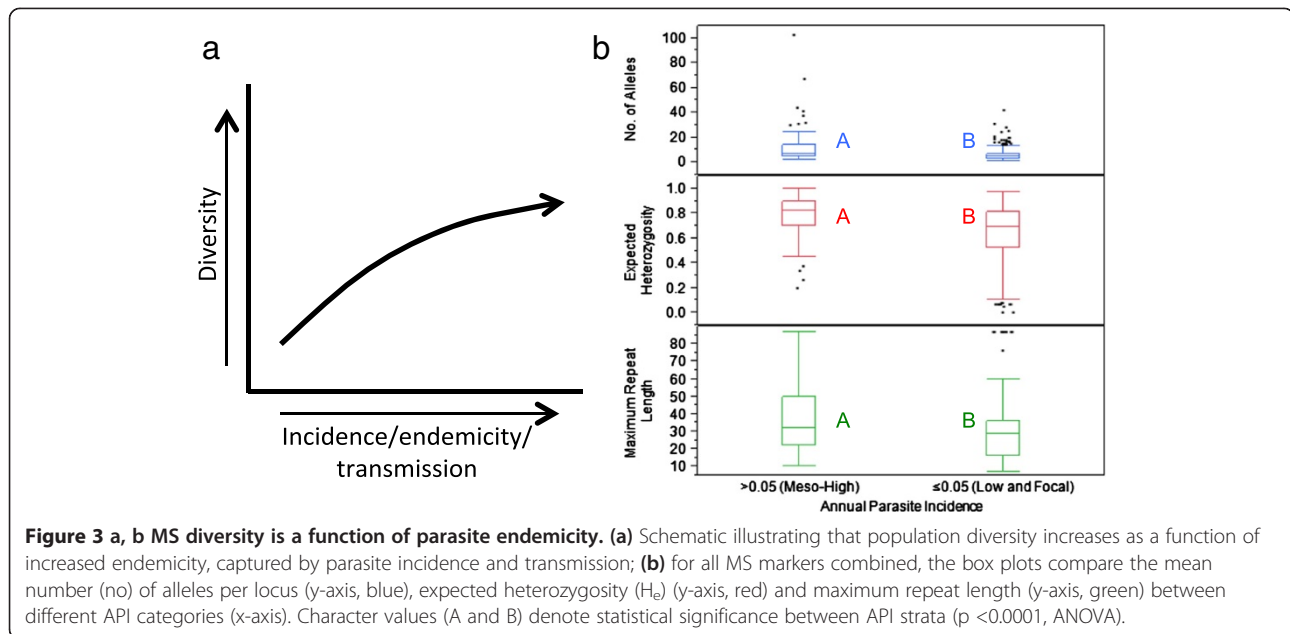 a
Diversity
Incidence/endemicity/
transmission
b
No. of Alleles
100
80
60
40
20
0
A
B
Expected
Heterozygosity
1.0
0.8
0.6
0.4
0.2
0.0
A
B
Maximum Repeat
Length
80
70
60
50
40
30
20
10
A
B
>0.05 (Meso-High)
≤0.05 (Low and Focal)
Annual Parasite Incidence
Figure 3 a, b MS diversity is a function of parasite endemicity. (a) Schematic illustrating that population diversity increases as a function of
increased endemicity, captured by parasite incidence and transmission; (b) for all MS markers combined, the box plots compare the mean
number (no) of alleles per locus (y-axis, blue), expected heterozygosity (Hₑ) (y-axis, red) and maximum repeat length (y-axis, green) between
different API categories (x-axis). Character values (A and B) denote statistical significance between API strata (p <0.0001, ANOVA).